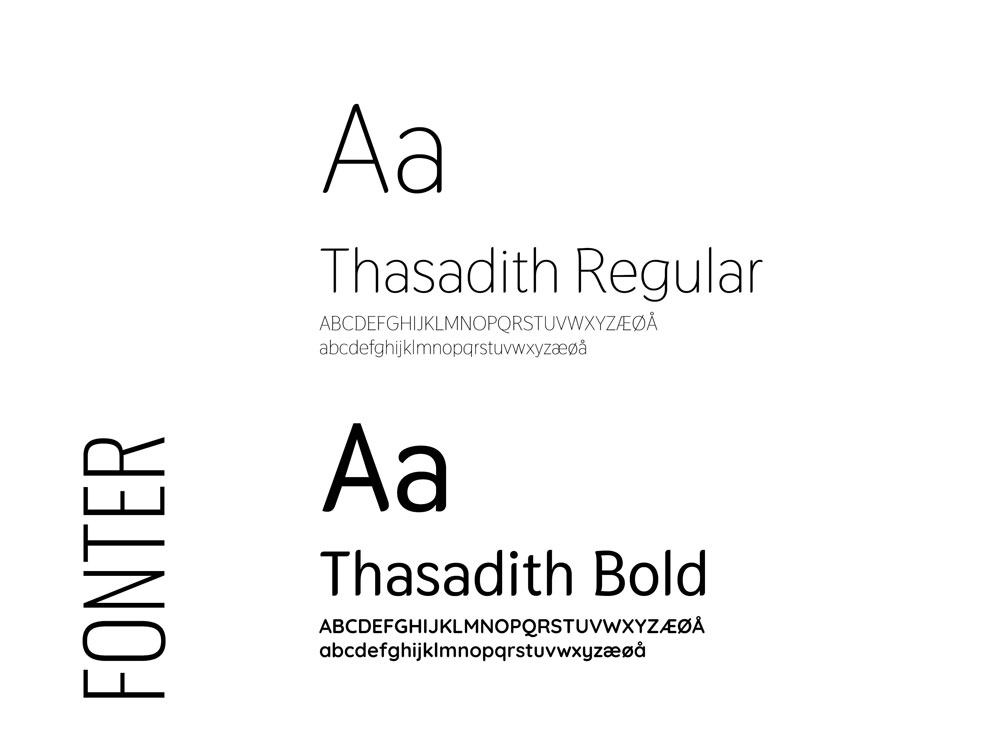 Aa
Thasadith Regular
ABCDEFGHIJKLMNOPQRSTUVWXYZÆØÅ
abcdefghijklmnopqrstuvwxyzæøå
Aa
Thasadith Bold
ABCDEFGHIJKLMNOPQRSTUVWXYZÆØÅ
abcdefghijklmnopqrstuvwxyzæøå
FONTER